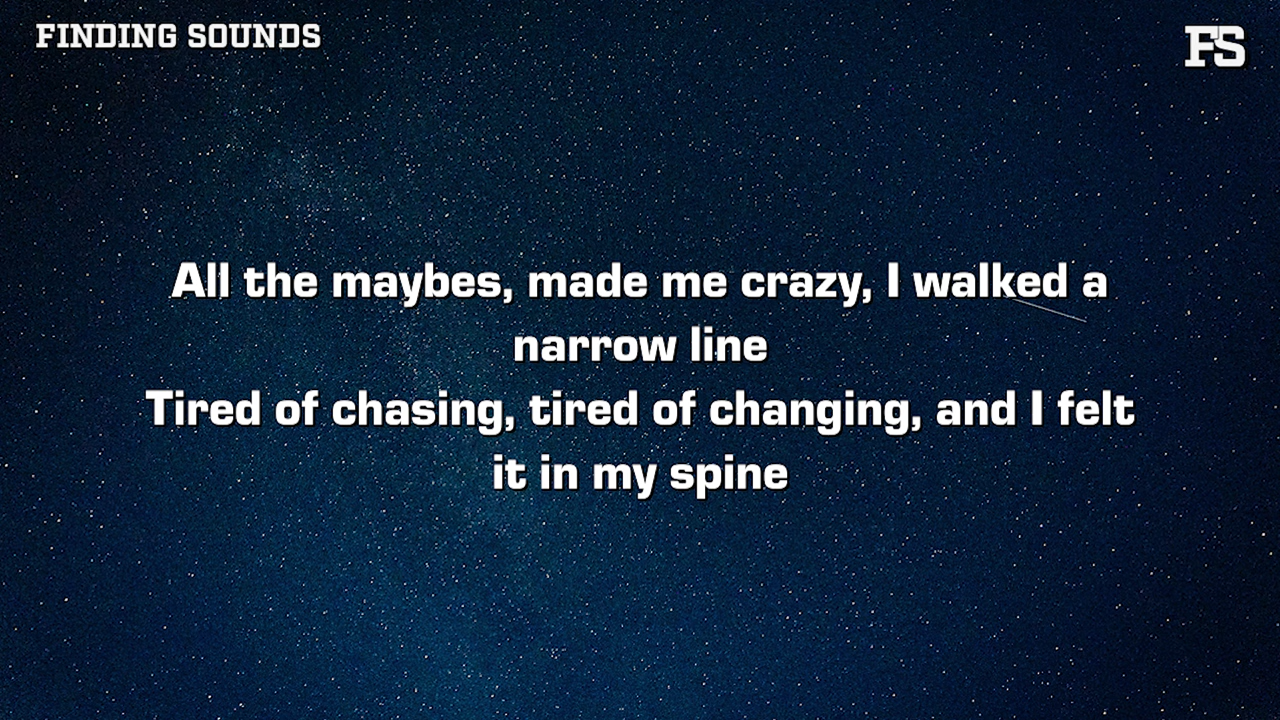 FINDING SOUNDS
FS
All the maybes, made me crazy, I walked a
narrow line
Tired of chasing, tired of changing, and I felt
it in my spine